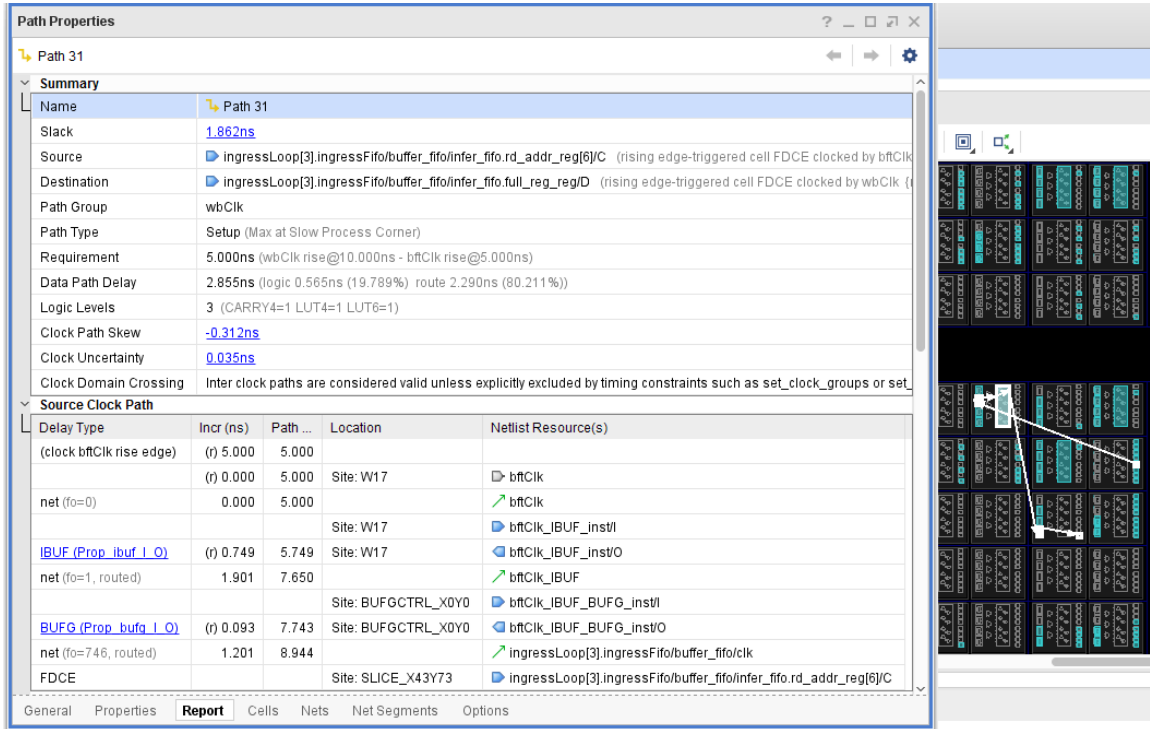 Path Properties
Path 31
Summary
Name Path 31
Slack 1.862ns
Source ingressLoop[3].ingressFifo/buffer_fifo/infer_fifo.rd_addr_reg[6]/C (rising edge-triggered cell FDCE clocked by bftClk
Destination ingressLoop[3].ingressFifo/buffer_fifo/infer_fifo.full_reg_reg/D (rising edge-triggered cell FDCE clocked by wbClk {
Path Group wbClk
Path Type Setup (Max at Slow Process Corner)
Requirement 5.000ns (wbClk rise@10.000ns - bftClk rise@5.000ns)
Data Path Delay 2.855ns (logic 0.565ns (19.789%) route 2.290ns (80.211%))
Logic Levels 3 (CARRY4=1 LUT4=1 LUT6=1)
Clock Path Skew -0.312ns
Clock Uncertainty 0.035ns
Clock Domain Crossing Inter clock paths are considered valid unless explicitly excluded by timing constraints such as set_clock_groups or set_
Source Clock Path
Delay Type Incr (ns) Path ... Location Netlist Resource(s)
(clock bftClk rise edge) (r) 5.000 5.000
(r) 0.000 5.000 Site: W17 bftClk
net (fo=0) 0.000 5.000 bftClk
Site: W17 bftClk_IBUF_inst/I
IBUF (Prop_ibuf_I_O) (r) 0.749 5.749 Site: W17 bftClk_IBUF_inst/O
net (fo=1, routed) 1.901 7.650 bftClk_IBUF
Site: BUFGCTRL_X0Y0 bftClk_IBUF_BUFG_inst/I
BUFG (Prop_bufg_I_O) (r) 0.093 7.743 Site: BUFGCTRL_X0Y0 bftClk_IBUF_BUFG_inst/O
net (fo=746, routed) 1.201 8.944 ingressLoop[3].ingressFifo/buffer_fifo/clk
FDCE Site: SLICE_X43Y73 ingressLoop[3].ingressFifo/buffer_fifo/infer_fifo.rd_addr_reg[6]/C
General Properties Report Cells Nets Net Segments Options